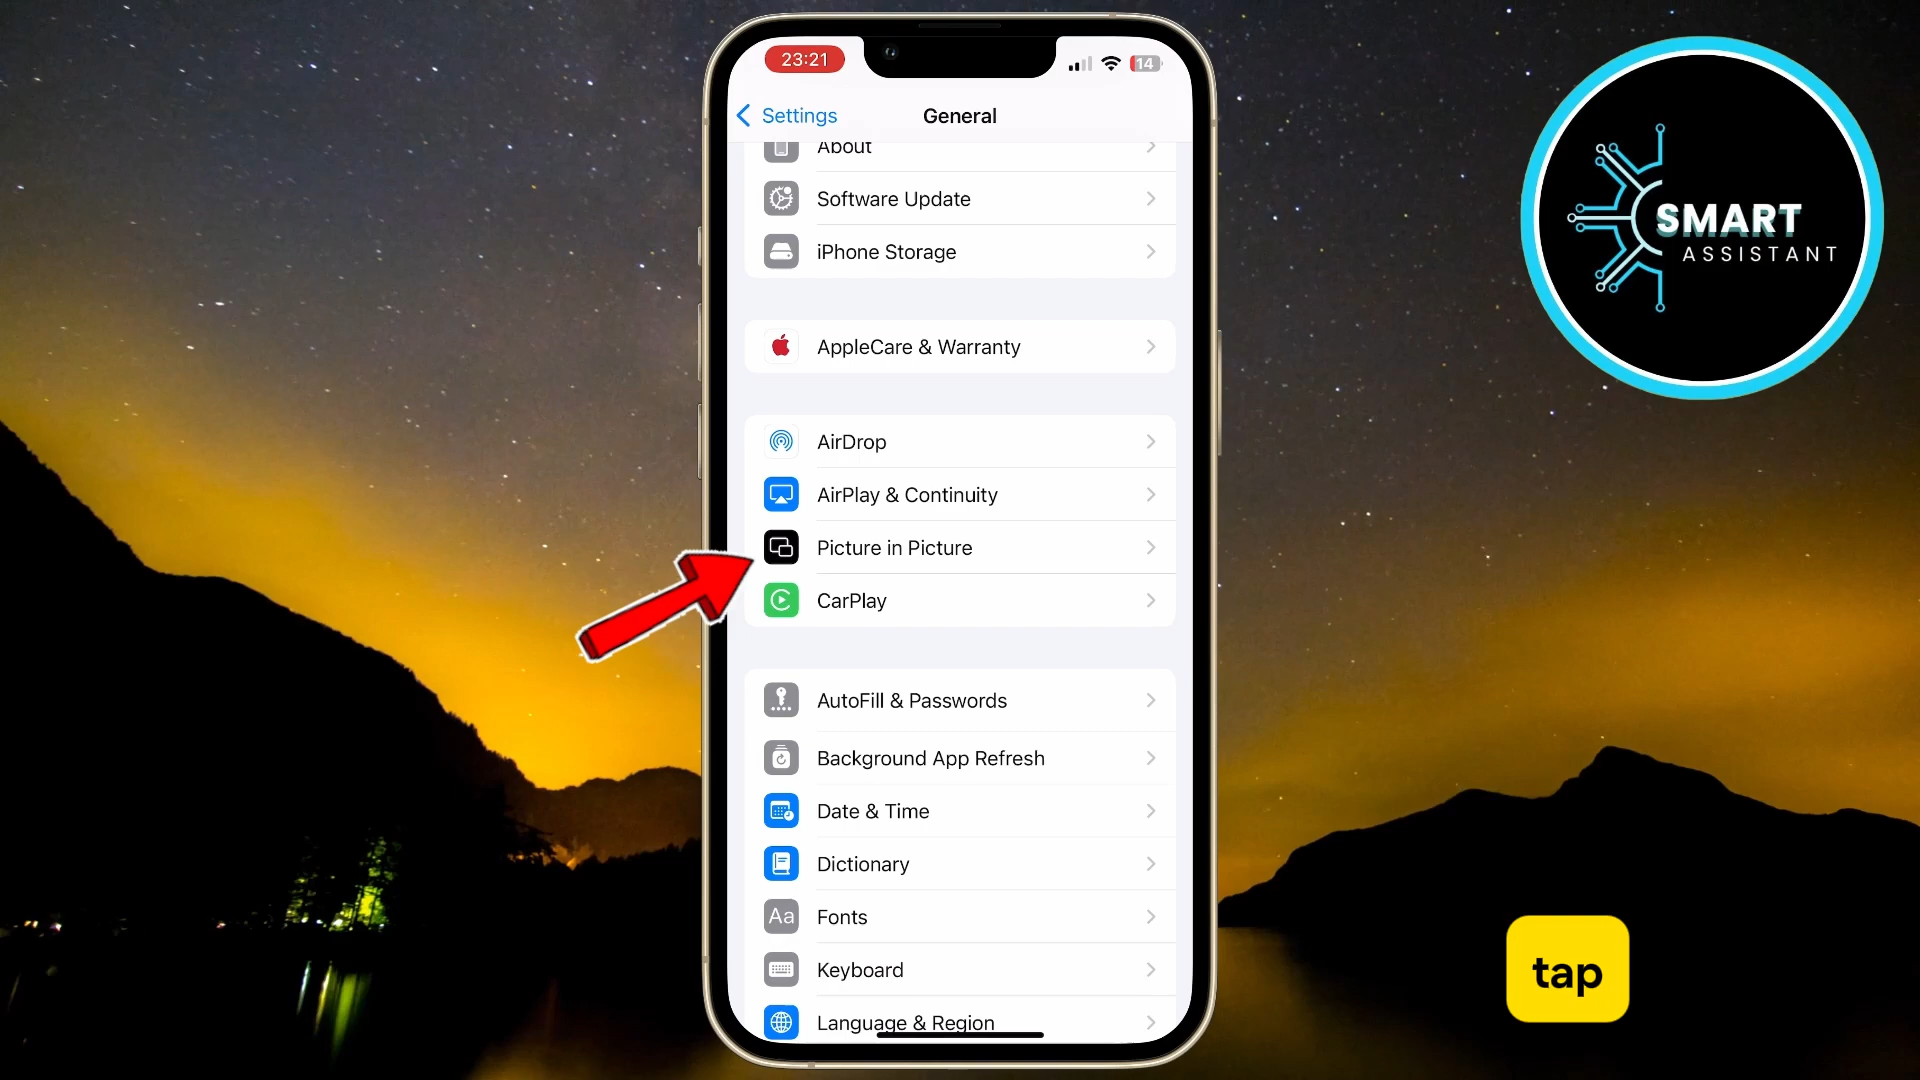 23:21
14
Settings
General
About
Software Update
iPhone Storage
AppleCare & Warranty
AirDrop
AirPlay & Continuity
Picture in Picture
CarPlay
AutoFill & Passwords
Background App Refresh
Date & Time
Dictionary
Aa
Fonts
Keyboard
Language & Region
SMART
ASSISTANT
tap